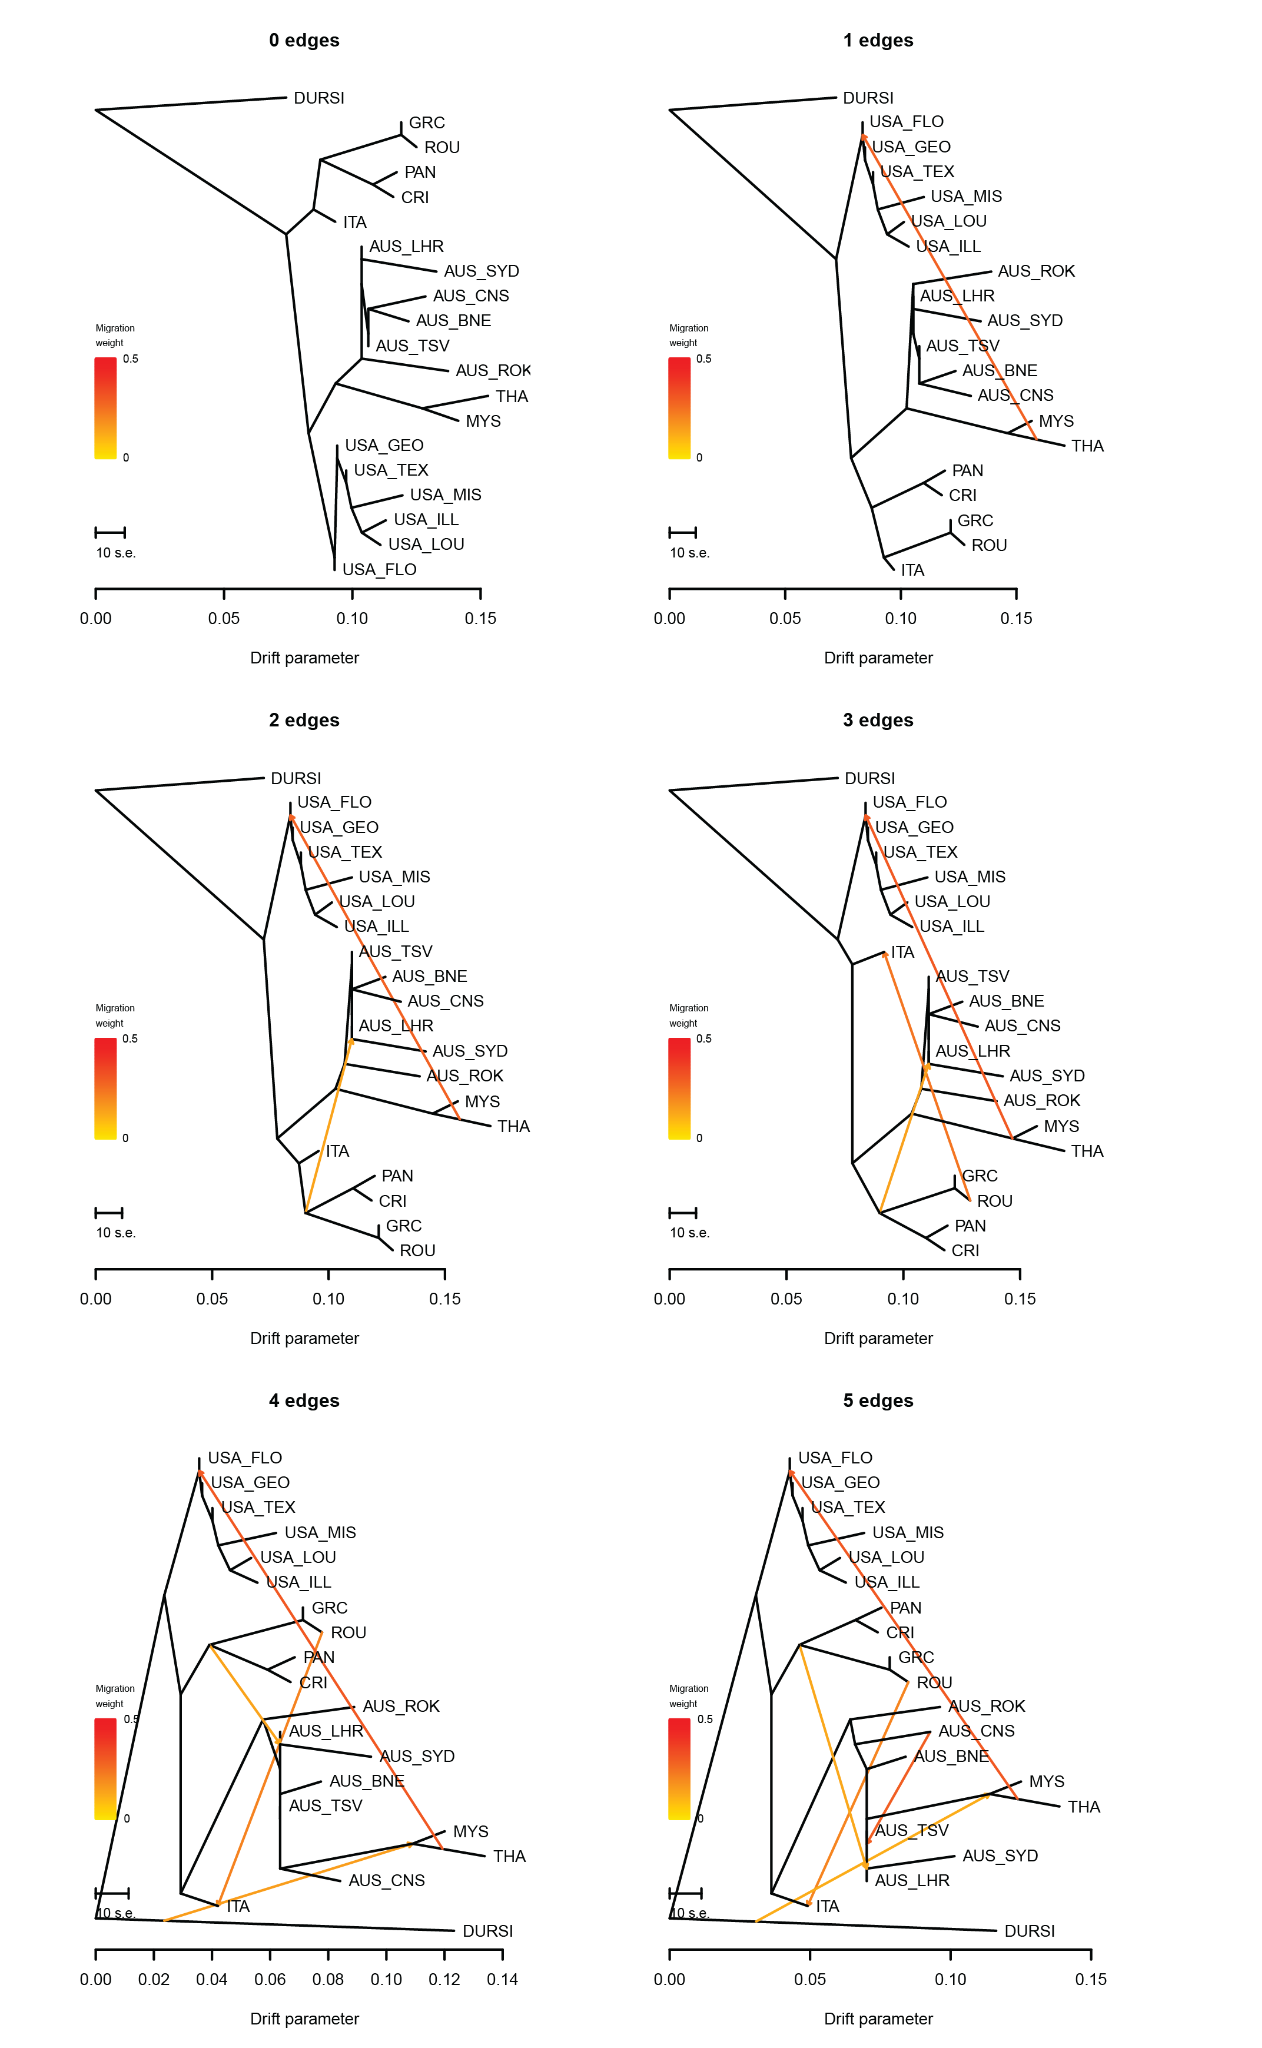 0 edges
DURSI
GRC
ROU
PAN
CRI
ITA
AUS_LHR
AUS_SYD
AUS_CNS
AUS_BNE
AUS_TSV
AUS_ROK
THA
MYS
USA_GEO
USA_TEX
USA_MIS
USA_ILL
USA_LOU
USA_FLO
Migration
weight
0.5
0
10 s.e.
0.00 0.05 0.10 0.15
Drift parameter
1 edges
DURSI
USA_FLO
USA_GEO
USA_TEX
USA_MIS
USA_LOU
USA_ILL
AUS_ROK
AUS_LHR
AUS_SYD
AUS_TSV
AUS_BNE
AUS_CNS
MYS
THA
PAN
CRI
GRC
ROU
ITA
Migration
weight
0.5
0
10 s.e.
0.00 0.05 0.10 0.15
Drift parameter
2 edges
DURSI
USA_FLO
USA_GEO
USA_TEX
USA_MIS
USA_LOU
USA_ILL
AUS_TSV
AUS_BNE
AUS_CNS
AUS_LHR
AUS_SYD
AUS_ROK
MYS
THA
ITA
PAN
CRI
GRC
ROU
Migration
weight
0.5
0
10 s.e.
0.00 0.05 0.10 0.15
Drift parameter
3 edges
DURSI
USA_FLO
USA_GEO
USA_TEX
USA_MIS
USA_LOU
USA_ILL
ITA
AUS_TSV
AUS_BNE
AUS_CNS
AUS_LHR
AUS_SYD
AUS_ROK
MYS
THA
GRC
ROU
PAN
CRI
Migration
weight
0.5
0
10 s.e.
0.00 0.05 0.10 0.15
Drift parameter
4 edges
USA_FLO
USA_GEO
USA_TEX
USA_MIS
USA_LOU
USA_ILL
GRC
ROU
PAN
CRI
AUS_ROK
AUS_LHR
AUS_SYD
AUS_BNE
AUS_TSV
MYS
THA
AUS_CNS
ITA
DURSI
Migration
weight
0.5
0
10 s.e.
0.00 0.02 0.04 0.06 0.08 0.10 0.12 0.14
Drift parameter
5 edges
USA_FLO
USA_GEO
USA_TEX
USA_MIS
USA_LOU
USA_ILL
PAN
CRI
GRC
ROU
AUS_ROK
AUS_CNS
AUS_BNE
MYS
THA
AUS_TSV
AUS_SYD
AUS_LHR
ITA
DURSI
Migration
weight
0.5
0
10 s.e.
0.00 0.05 0.10 0.15
Drift parameter